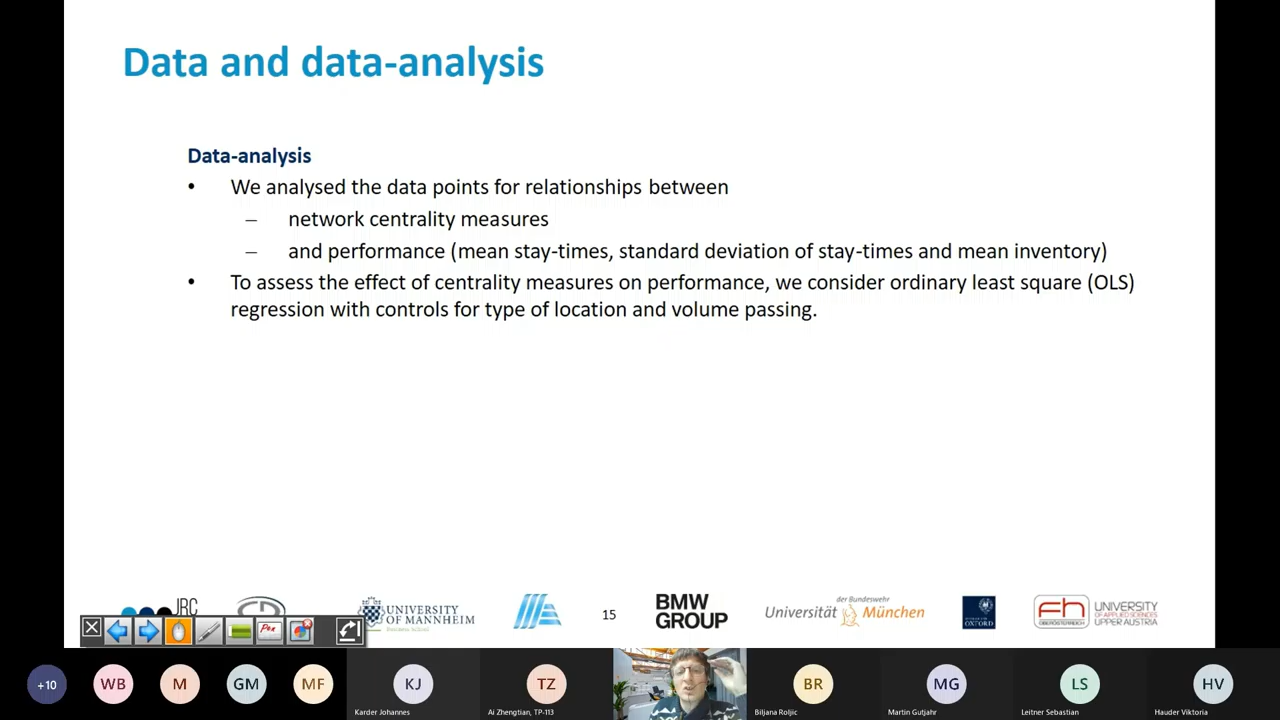 Data and data-analysis
Data-analysis
• We analysed the data points for relationships between
– network centrality measures
– and performance (mean stay-times, standard deviation of stay-times and mean inventory)
• To assess the effect of centrality measures on performance, we consider ordinary least square (OLS)
regression with controls for type of location and volume passing.
JRC
UNIVERSITY
OF MANNHEIM
15
BMW
GROUP
der Bundeswehr
Universität München
OXFORD
fh
UNIVERSITY
OF APPLIED SCIENCES
UPPER AUSTRIA
Pen
+10
WB
M
GM
MF
KJ
Karder Johannes
TZ
Ai Zhengtian, TP-113
BR
Biljana Roljic
MG
Martin Gutjahr
LS
Leitner Sebastian
HV
Hauder Viktoria